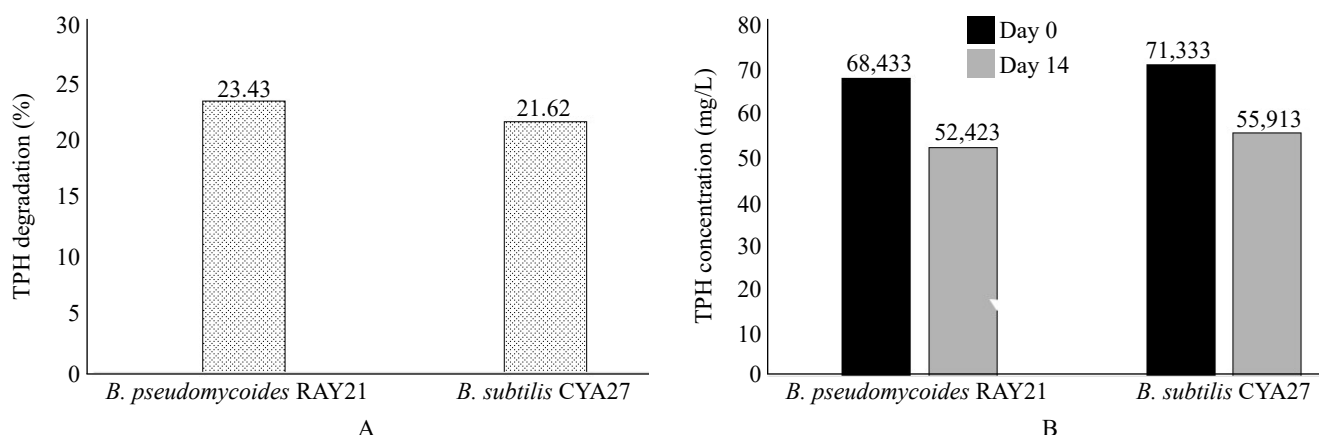 TPH degradation (%)
30
25
20
15
10
5
0
23.43
21.62
B. pseudomycoides RAY21
B. subtilis CYA27
A
TPH concentration (mg/L)
80
70
60
50
40
30
20
10
0
Day 0
Day 14
68,433
52,423
71,333
55,913
B. pseudomycoides RAY21
B. subtilis CYA27
B